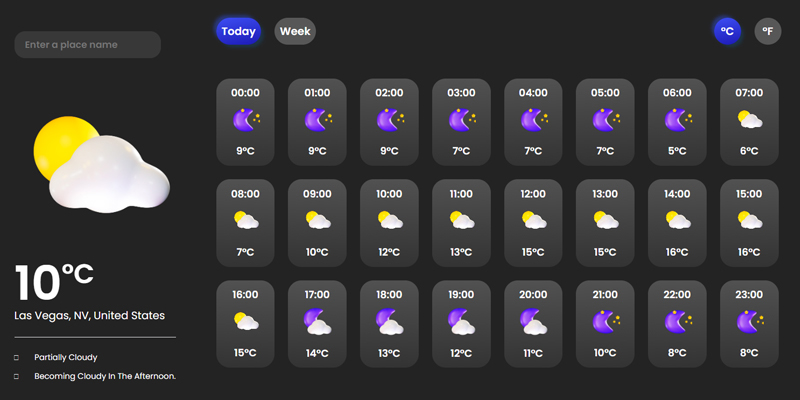 Enter a place name
10°C
Las Vegas, NV, United States
Partially Cloudy
Becoming Cloudy In The Afternoon.
Today Week °C °F
00:00 01:00 02:00 03:00 04:00 05:00 06:00 07:00
9°C 9°C 9°C 7°C 7°C 7°C 5°C 6°C
08:00 09:00 10:00 11:00 12:00 13:00 14:00 15:00
7°C 10°C 12°C 13°C 15°C 15°C 16°C 16°C
16:00 17:00 18:00 19:00 20:00 21:00 22:00 23:00
15°C 14°C 13°C 12°C 11°C 10°C 8°C 8°C